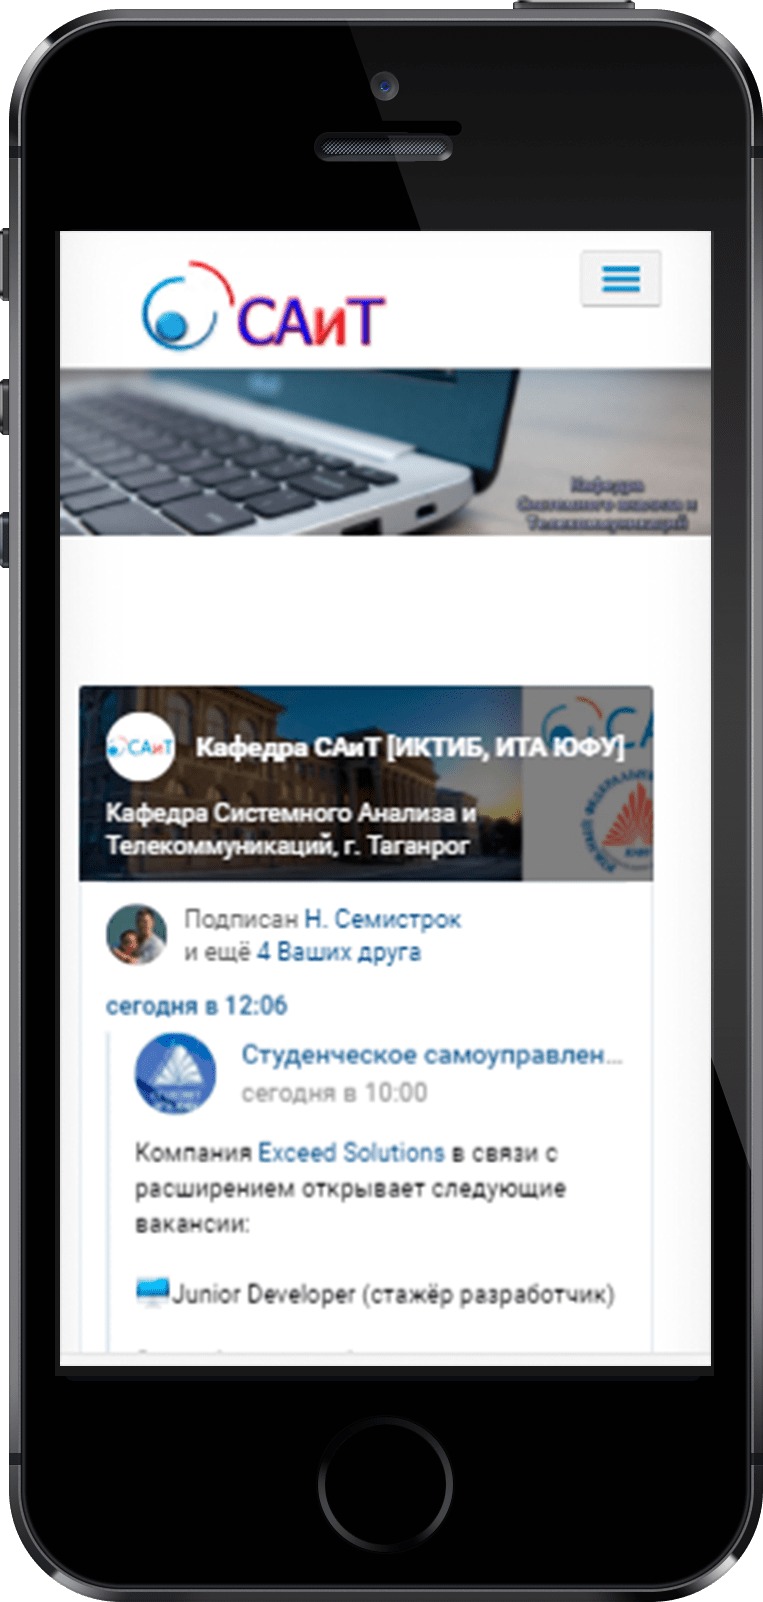 САиТ
Кафедра
Системного анализа и
Телекоммуникаций
САиТ
Кафедра САиТ [ИКТИБ, ИТА ЮФУ]
Кафедра Системного Анализа и
Телекоммуникаций, г. Таганрог
Подписан Н. Семистрок
и ещё 4 Ваших друга
сегодня в 12:06
Студенческое самоуправлен...
сегодня в 10:00
Компания Exceed Solutions в связи с
расширением открывает следующие
вакансии:
Junior Developer (стажёр разработчик)